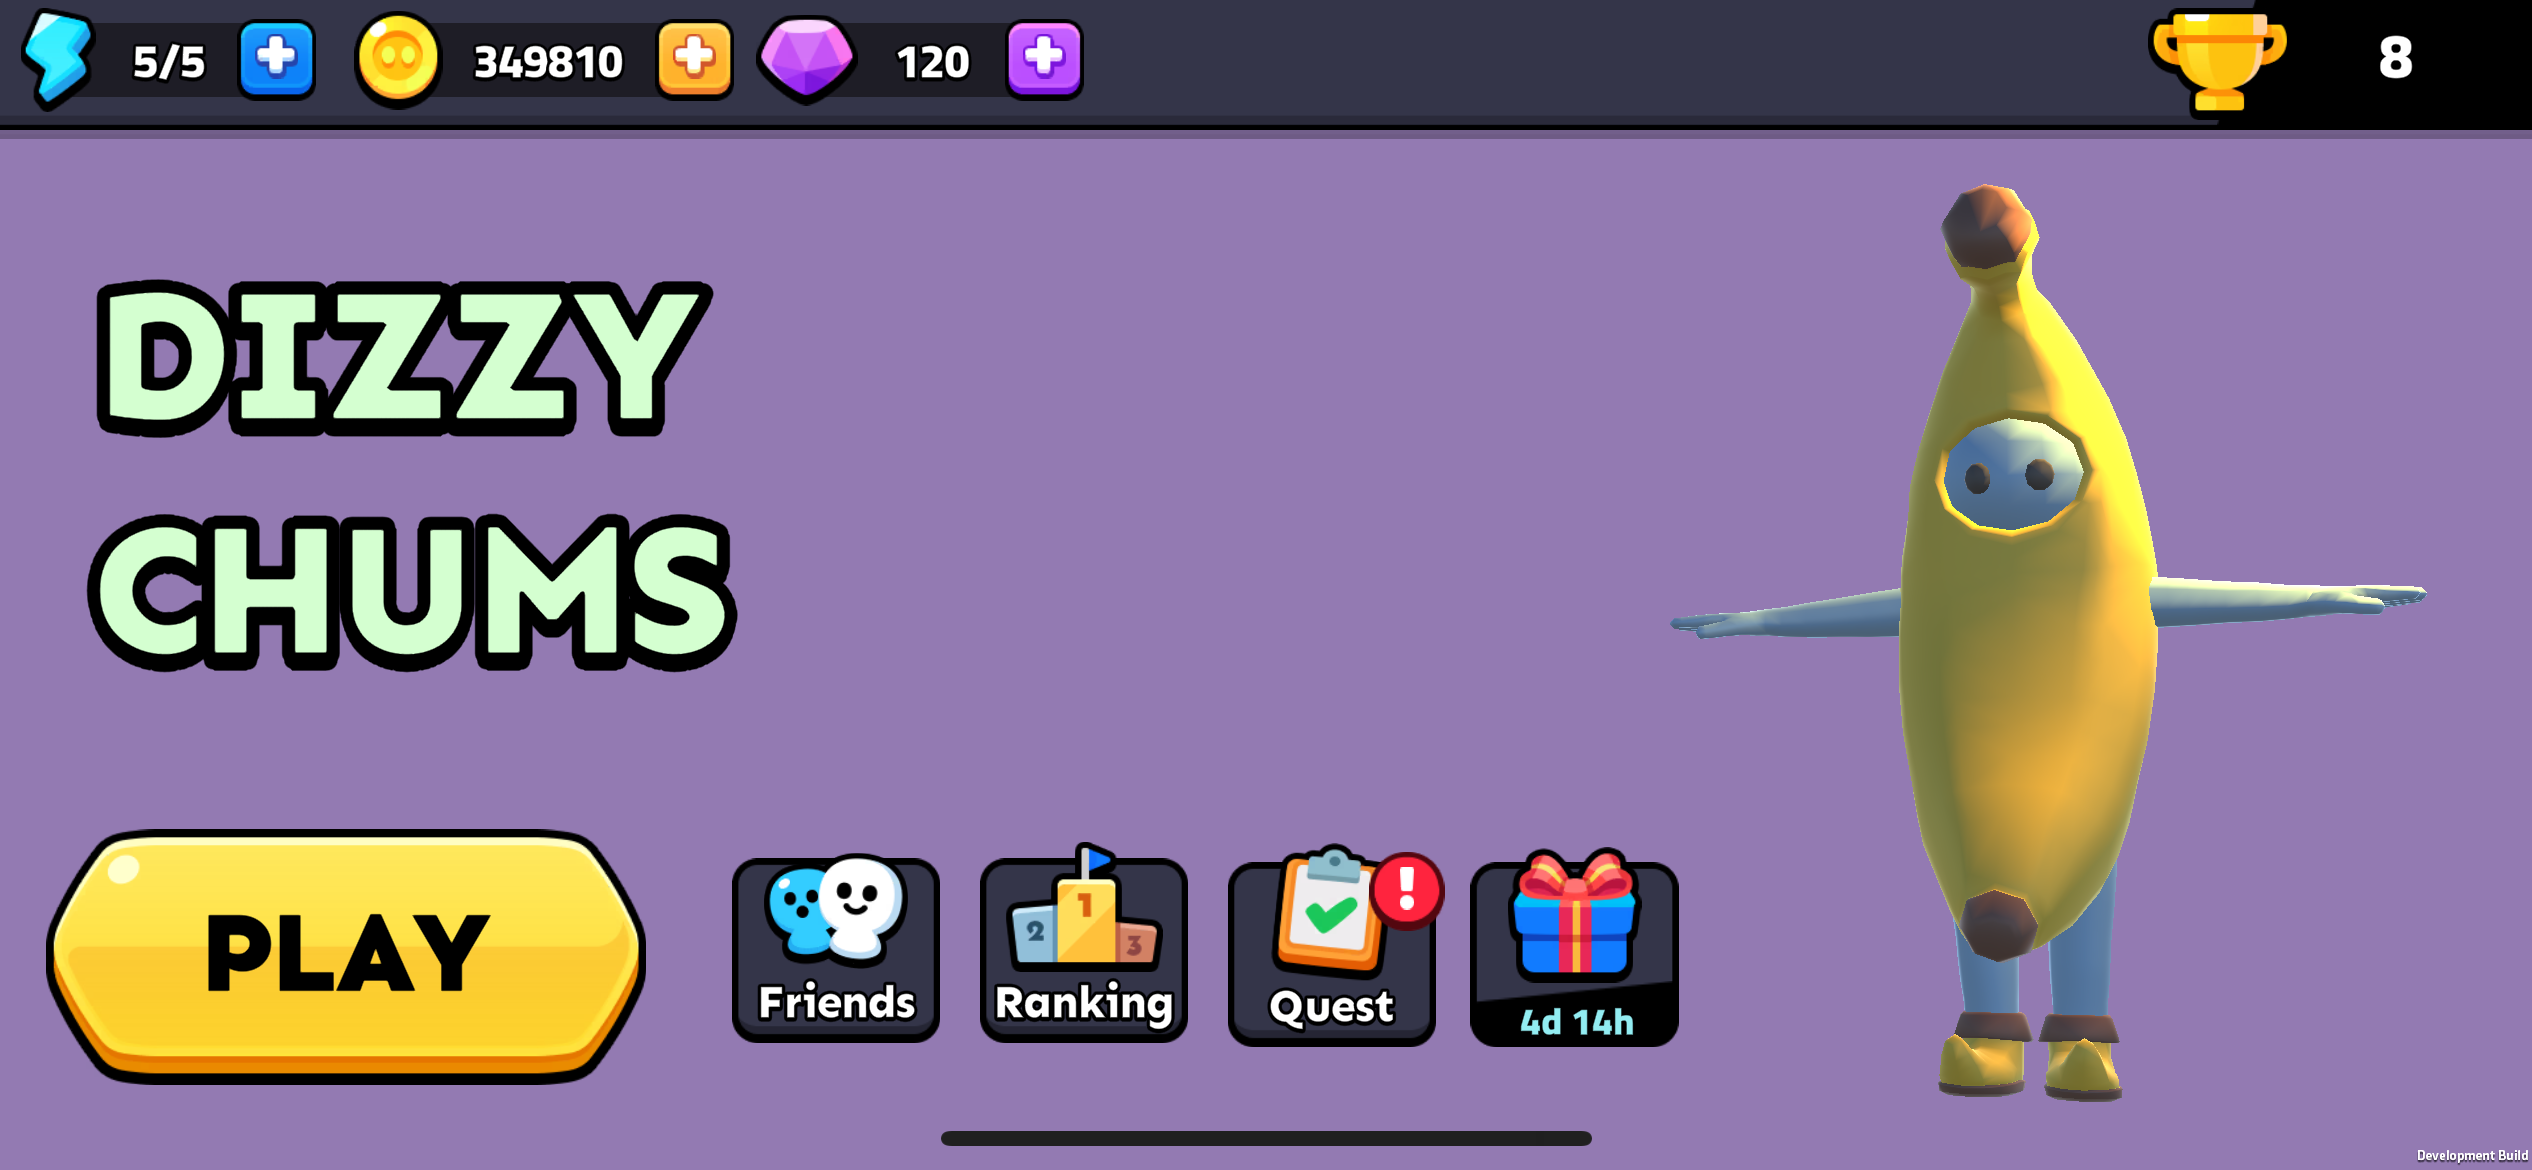 5/5
349810
120
8
DIZZY
CHUMS
PLAY
1
2
3
Friends
Ranking
Quest
!
4d 14h
Development Build